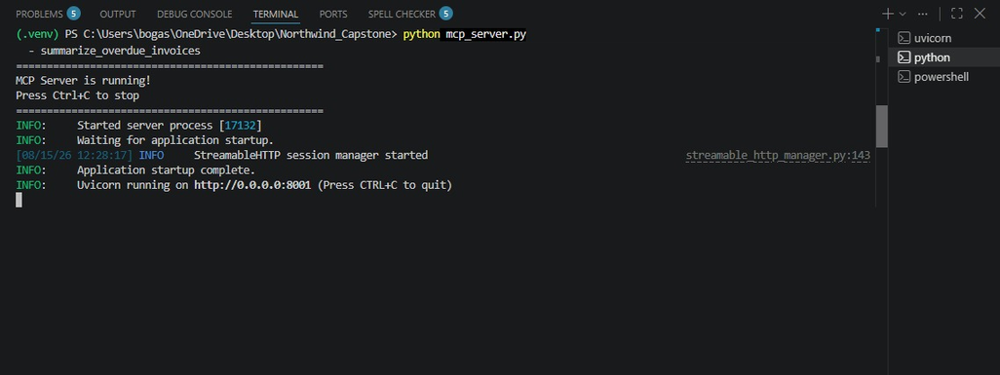 PROBLEMS 5 OUTPUT DEBUG CONSOLE TERMINAL PORTS SPELL CHECKER 5
(.venv) PS C:\Users\bogas\OneDrive\Desktop\Northwind_Capstone> python mcp_server.py
- summarize_overdue_invoices
==================================================
MCP Server is running!
Press Ctrl+C to stop
==================================================
INFO: Started server process [17132]
INFO: Waiting for application startup.
[08/15/26 12:28:17] INFO StreamableHTTP session manager started streamable_http_manager.py:143
INFO: Application startup complete.
INFO: Uvicorn running on http://0.0.0.0:8001 (Press CTRL+C to quit)
uvicorn
python
powershell